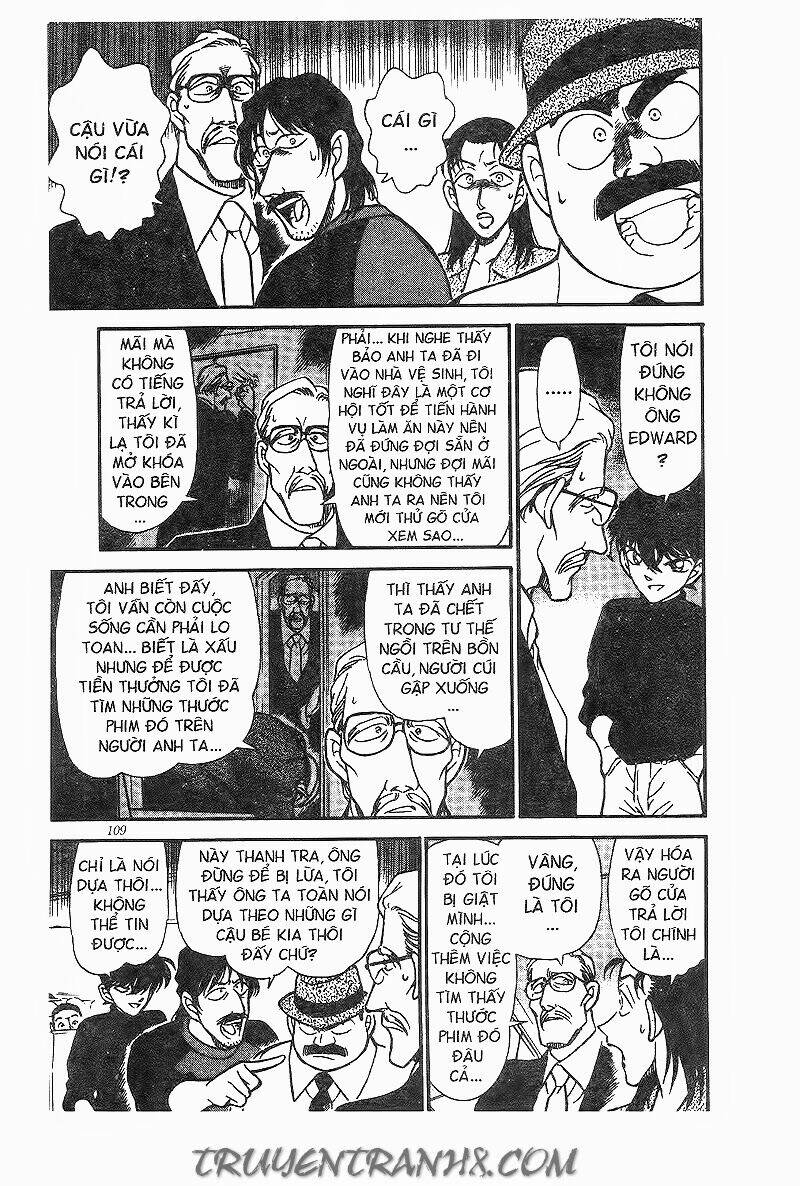 CÁI GÌ
...
CẬU VỪA
NÓI CÁI
GÌ!?
TÔI NÓI
ĐÚNG
KHÔNG
ÔNG
EDWARD
?
......
PHẢI... KHI NGHE THẤY
BẢO ANH TA ĐÃ ĐI
VÀO NHÀ VỆ SINH, TÔI
NGHĨ ĐÂY LÀ MỘT CƠ
HỘI TỐT ĐỂ TIẾN HÀNH
VỤ LÀM ĂN NÀY NÊN
ĐÃ ĐỨNG ĐỢI SẴN Ở
NGOÀI, NHƯNG ĐỢI MÃI
CŨNG KHÔNG THẤY
ANH TA RA NÊN TÔI
MỚI THỬ GÕ CỬA
XEM SAO...
MÃI MÀ
KHÔNG
CÓ TIẾNG
TRẢ LỜI,
THẤY KÌ
LẠ TÔI ĐÃ
MỞ KHÓA
VÀO BÊN
TRONG
...
THÌ THẤY ANH
TA ĐÃ CHẾT
TRONG TƯ THẾ
NGỒI TRÊN BỒN
CẦU, NGƯỜI CÚI
GẬP XUỐNG
...
ANH BIẾT ĐẤY,
TÔI VẪN CÒN CUỘC
SỐNG CẦN PHẢI LO
TOAN... BIẾT LÀ XẤU
NHƯNG ĐỂ ĐƯỢC
TIỀN THƯỞNG TÔI ĐÃ
TÌM NHỮNG THƯỚC
PHIM ĐÓ TRÊN
NGƯỜI ANH TA...
109
VẬY HÓA
RA NGƯỜI
GÕ CỬA
TRẢ LỜI
TÔI CHÍNH
LÀ...
VÂNG,
ĐÚNG
LÀ TÔI
...
TẠI LÚC
ĐÓ TÔI
BỊ GIẬT
MÌNH...
CỘNG
THÊM VIỆC
KHÔNG
TÌM THẤY
THƯỚC
PHIM ĐÓ
ĐÂU
CẢ...
NÀY THANH TRA, ÔNG
ĐỪNG ĐỂ BỊ LỪA, TÔI
THẤY ÔNG TA TOÀN NÓI
DỰA THEO NHỮNG GÌ
CẬU BÉ KIA THÔI
ĐẤY CHỨ?
CHỈ LÀ NÓI
DỰA THÔI...
KHÔNG
THỂ TIN
ĐƯỢC...
TRUYENTRANH8.COM